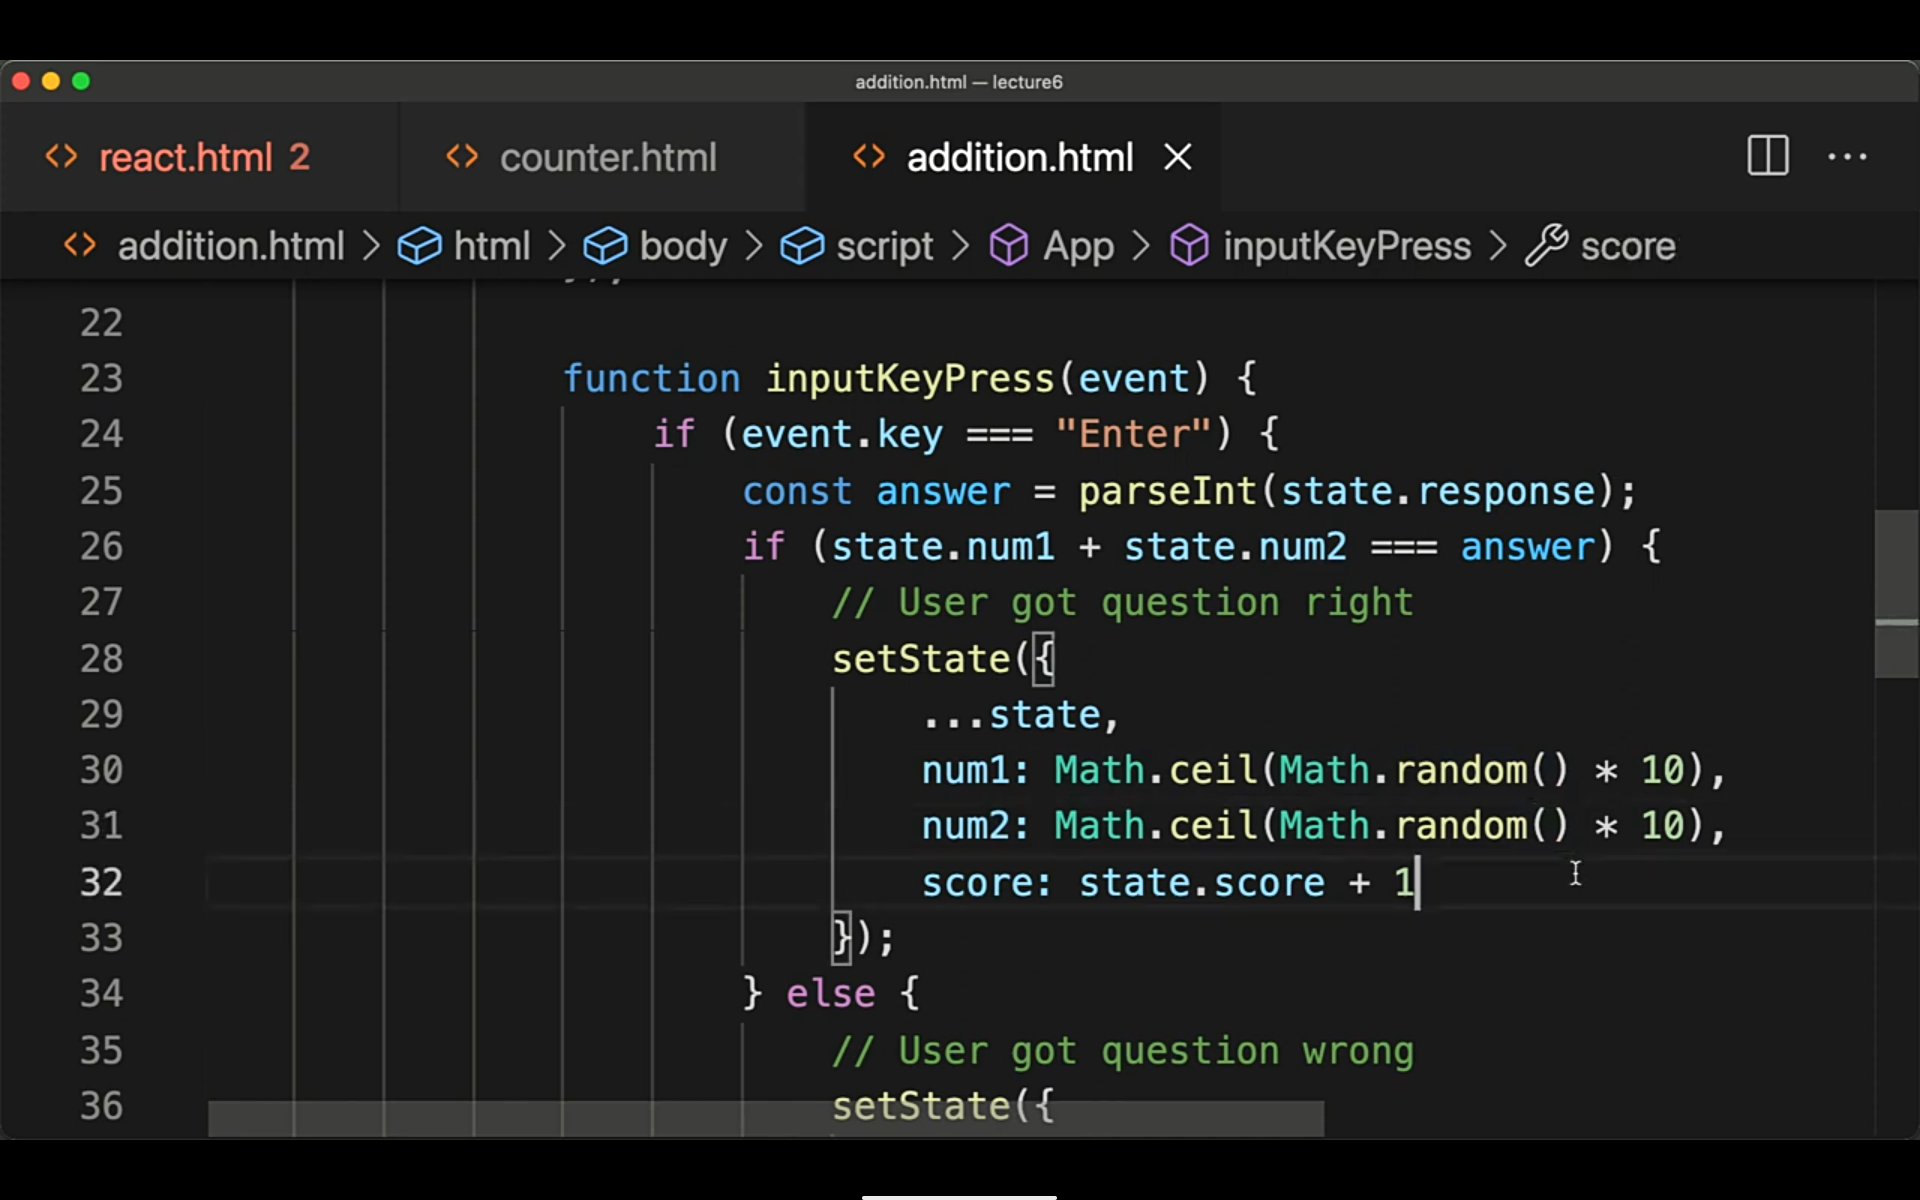 addition.html — lecture6
react.html 2 counter.html addition.html
addition.html > html > body > script > App > inputKeyPress > score
22
23 function inputKeyPress(event) {
24 if (event.key === "Enter") {
25 const answer = parseInt(state.response);
26 if (state.num1 + state.num2 === answer) {
27 // User got question right
28 setState({
29 ...state,
30 num1: Math.ceil(Math.random() * 10),
31 num2: Math.ceil(Math.random() * 10),
32 score: state.score + 1
33 });
34 } else {
35 // User got question wrong
36 setState({